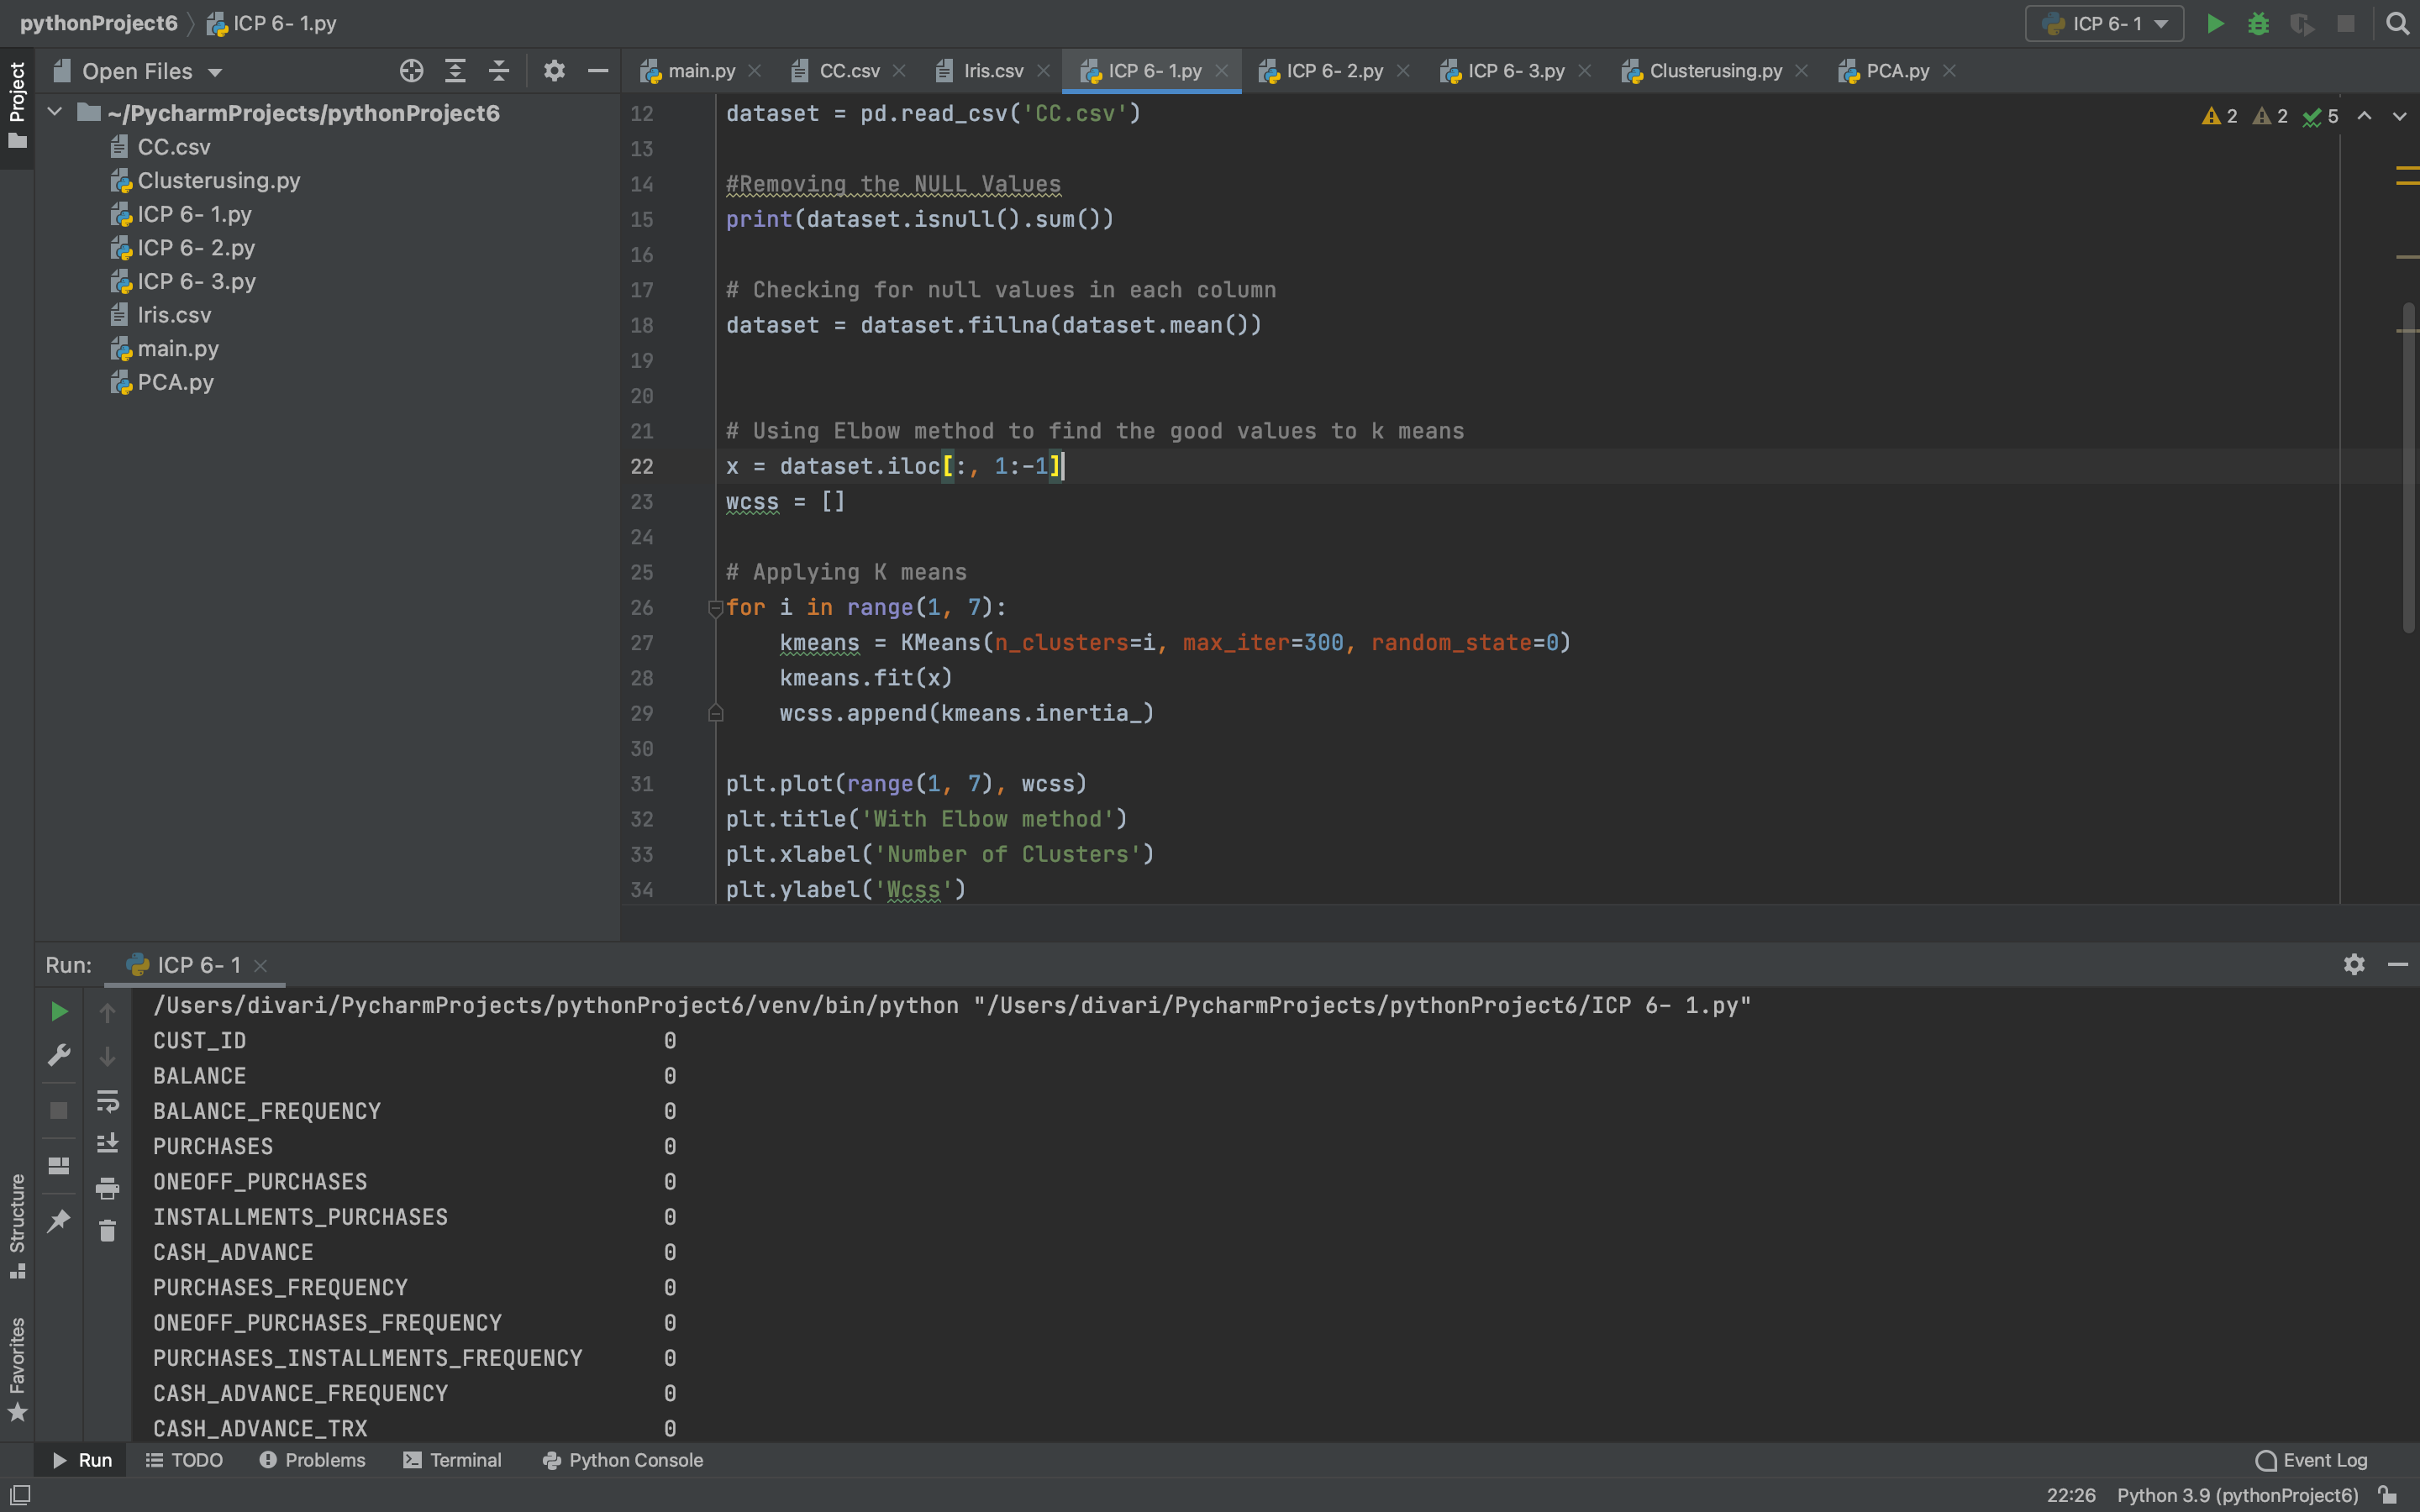 pythonProject6 ICP 6- 1.py
ICP 6- 1
Project
Open Files
main.py CC.csv Iris.csv ICP 6- 1.py ICP 6- 2.py ICP 6- 3.py Clusterusing.py PCA.py
~/PycharmProjects/pythonProject6
CC.csv
Clusterusing.py
ICP 6- 1.py
ICP 6- 2.py
ICP 6- 3.py
Iris.csv
main.py
PCA.py
2 2 5
12 dataset = pd.read_csv('CC.csv')
13
14 #Removing the NULL Values
15 print(dataset.isnull().sum())
16
17 # Checking for null values in each column
18 dataset = dataset.fillna(dataset.mean())
19
20
21 # Using Elbow method to find the good values to k means
22 x = dataset.iloc[:, 1:-1]
23 wcss = []
24
25 # Applying K means
26 for i in range(1, 7):
27     kmeans = KMeans(n_clusters=i, max_iter=300, random_state=0)
28     kmeans.fit(x)
29     wcss.append(kmeans.inertia_)
30
31 plt.plot(range(1, 7), wcss)
32 plt.title('With Elbow method')
33 plt.xlabel('Number of Clusters')
34 plt.ylabel('Wcss')
Run: ICP 6- 1
/Users/divari/PycharmProjects/pythonProject6/venv/bin/python "/Users/divari/PycharmProjects/pythonProject6/ICP 6- 1.py"
CUST_ID 0
BALANCE 0
BALANCE_FREQUENCY 0
PURCHASES 0
ONEOFF_PURCHASES 0
INSTALLMENTS_PURCHASES 0
CASH_ADVANCE 0
PURCHASES_FREQUENCY 0
ONEOFF_PURCHASES_FREQUENCY 0
PURCHASES_INSTALLMENTS_FREQUENCY 0
CASH_ADVANCE_FREQUENCY 0
CASH_ADVANCE_TRX 0
Structure
Favorites
Run TODO Problems Terminal Python Console Event Log
22:26 Python 3.9 (pythonProject6)